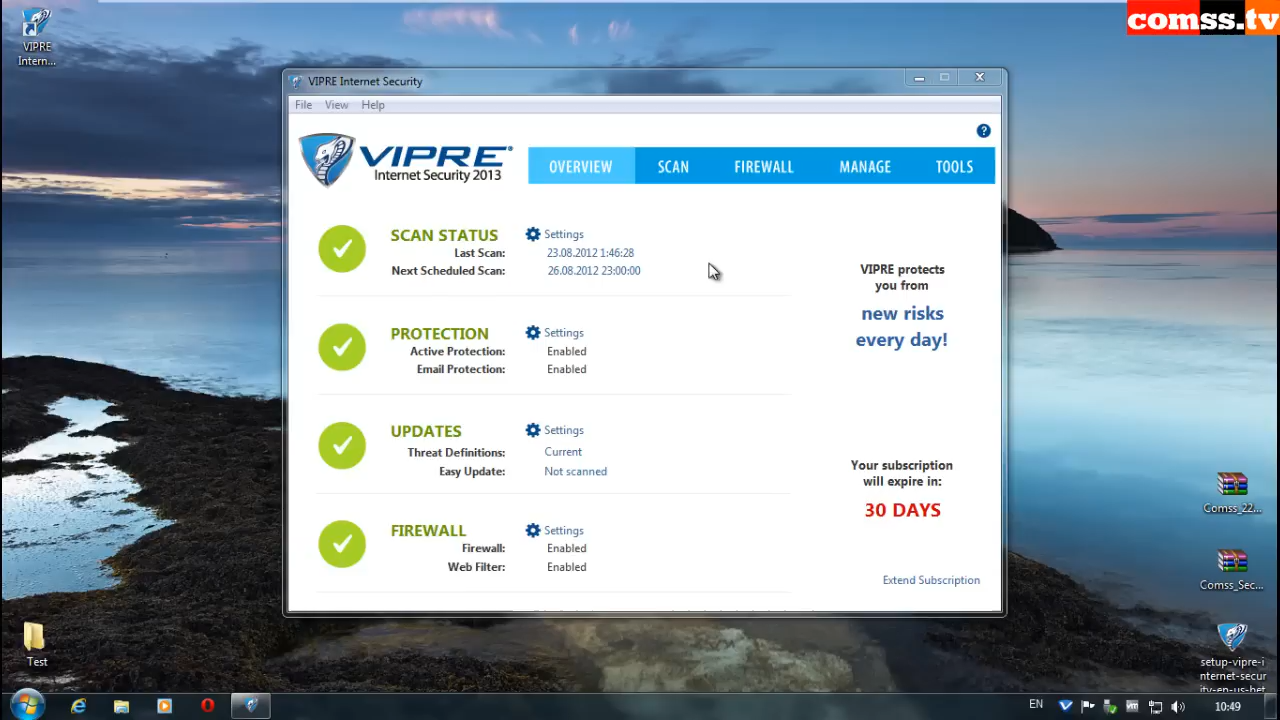 comss.tv
VIPRE
Intern...
VIPRE Internet Security
File View Help
VIPRE®
Internet Security 2013
OVERVIEW SCAN FIREWALL MANAGE TOOLS
SCAN STATUS Settings
Last Scan: 23.08.2012 1:46:28
Next Scheduled Scan: 26.08.2012 23:00:00
PROTECTION Settings
Active Protection: Enabled
Email Protection: Enabled
UPDATES Settings
Threat Definitions: Current
Easy Update: Not scanned
FIREWALL Settings
Firewall: Enabled
Web Filter: Enabled
VIPRE protects
you from
new risks
every day!
Your subscription
will expire in:
30 DAYS
Extend Subscription
Comss_22...
Comss_Sec...
setup-vipre-i
nternet-secur
ity-en-us-bet
Test
EN
10:49